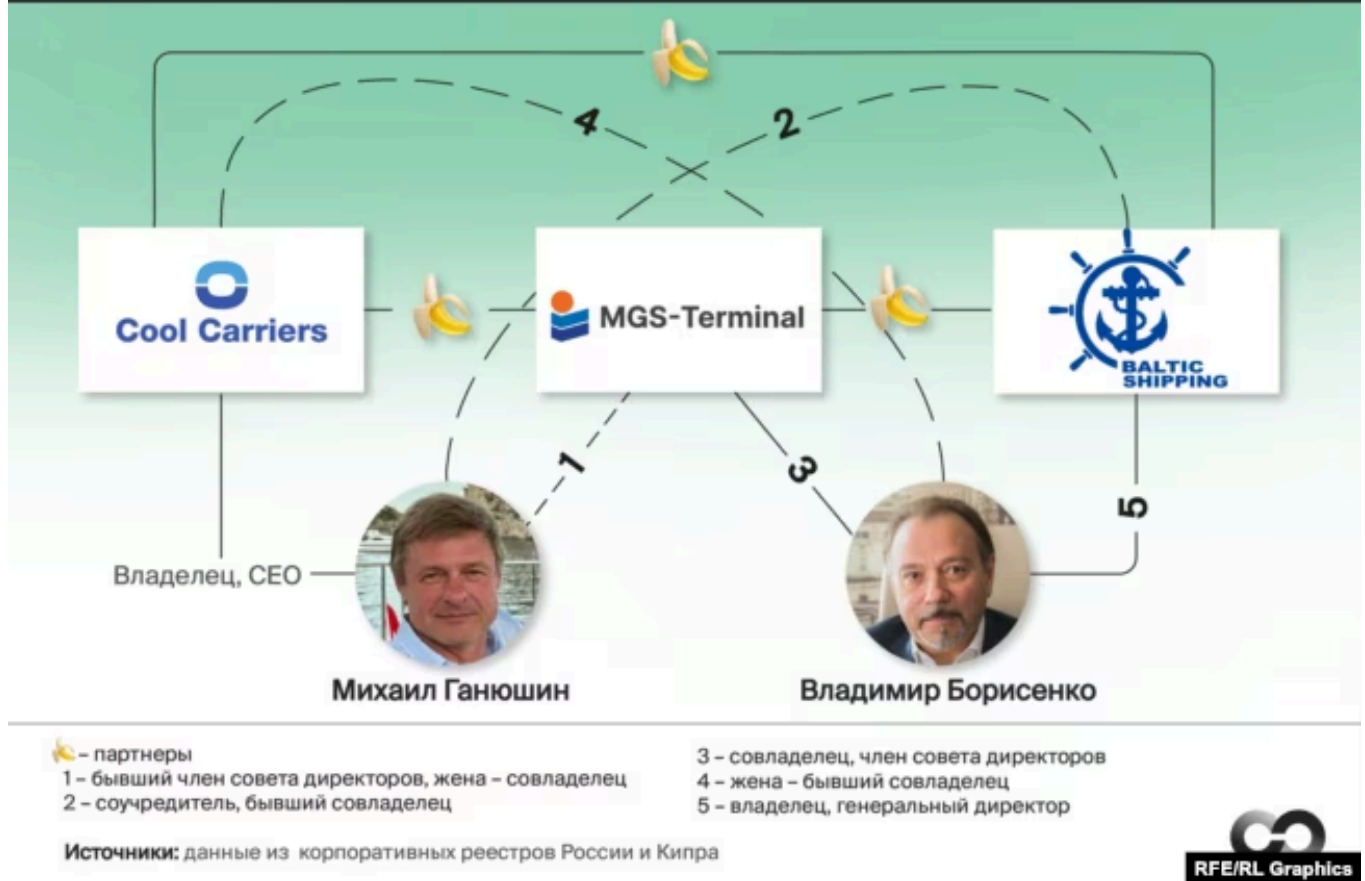 4
2
Cool Carriers
MGS-Terminal
BALTIC
SHIPPING
1
3
5
Владелец, CEO
Михаил Ганюшин
Владимир Борисенко
– партнеры
1 – бывший член совета директоров, жена – совладелец
2 – соучредитель, бывший совладелец
3 – совладелец, член совета директоров
4 – жена – бывший совладелец
5 – владелец, генеральный директор
Источники: данные из корпоративных реестров России и Кипра
RFE/RL Graphics